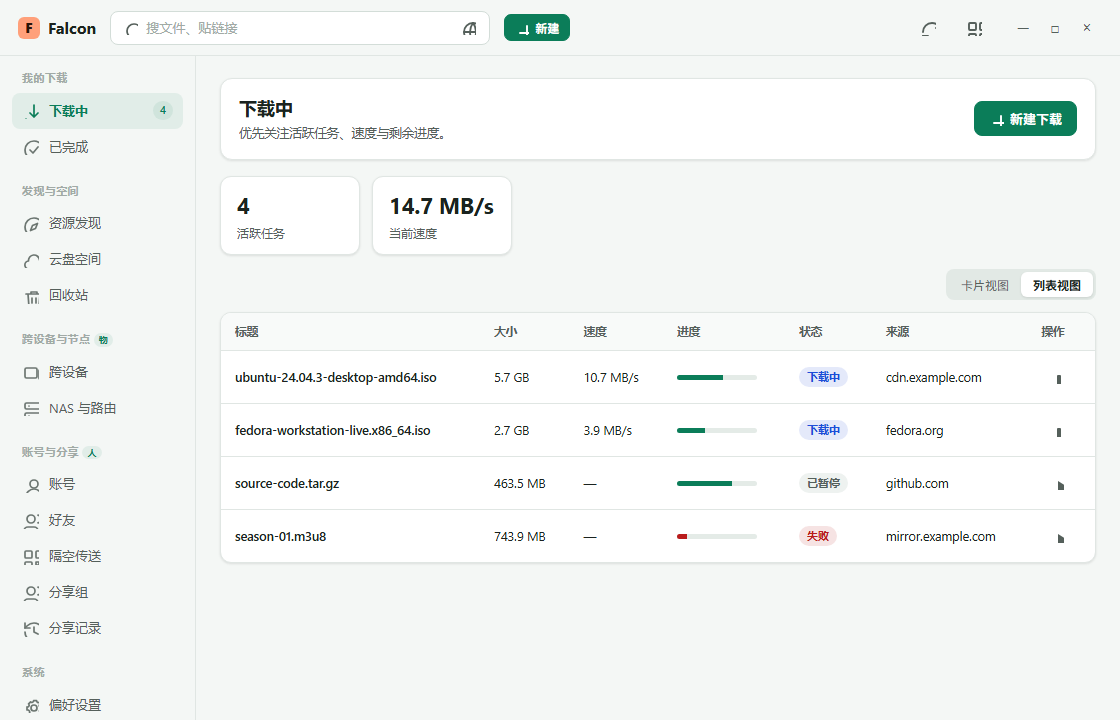 F Falcon
搜文件、贴链接
新建
我的下载
下载中 4
已完成
发现与空间
资源发现
云盘空间
回收站
跨设备与节点 物
跨设备
NAS 与路由
账号与分享 人
账号
好友
隔空传送
分享组
分享记录
系统
偏好设置
下载中
优先关注活跃任务、速度与剩余进度。
新建下载
4
活跃任务
14.7 MB/s
当前速度
卡片视图 列表视图
标题 大小 速度 进度 状态 来源 操作
ubuntu-24.04.3-desktop-amd64.iso 5.7 GB 10.7 MB/s 下载中 cdn.example.com
fedora-workstation-live.x86_64.iso 2.7 GB 3.9 MB/s 下载中 fedora.org
source-code.tar.gz 463.5 MB — 已暂停 github.com
season-01.m3u8 743.9 MB — 失败 mirror.example.com